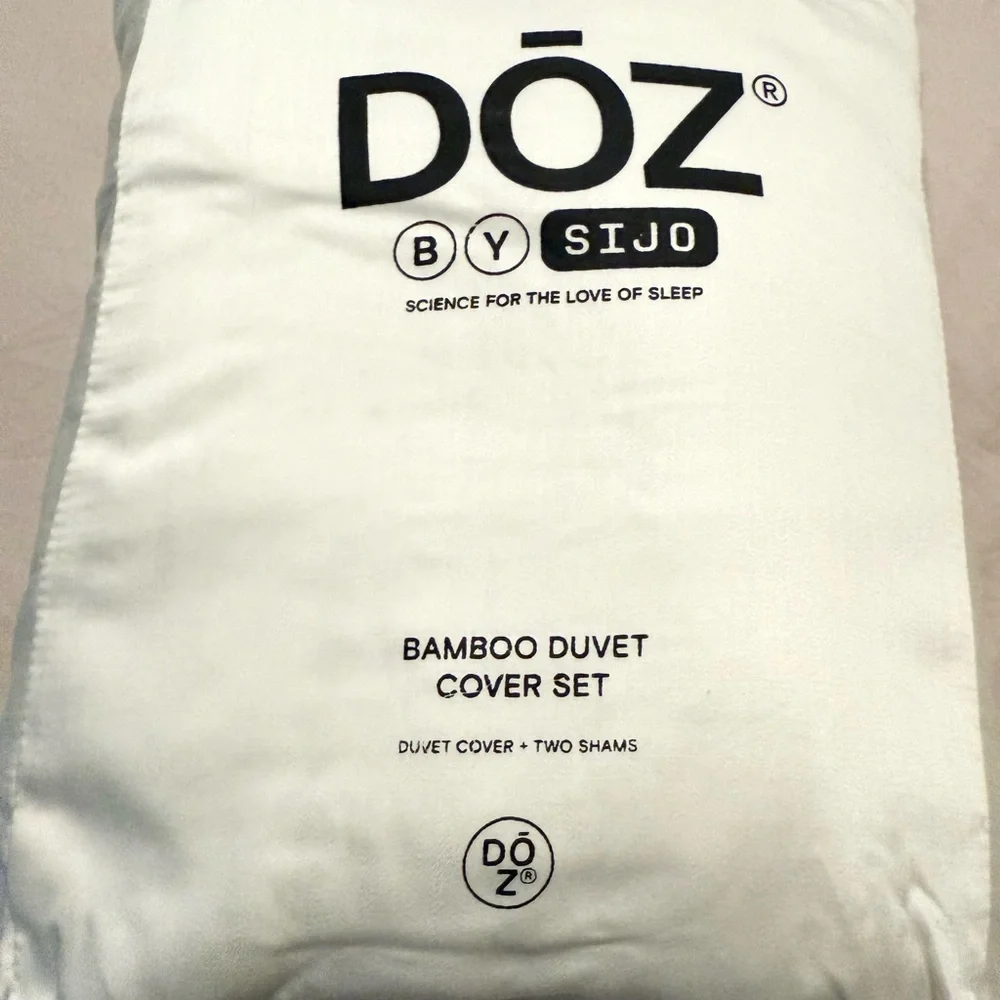 DŌZ®
BY SIJO
SCIENCE FOR THE LOVE OF SLEEP
BAMBOO DUVET
COVER SET
DUVET COVER + TWO SHAMS
DŌ
Z®